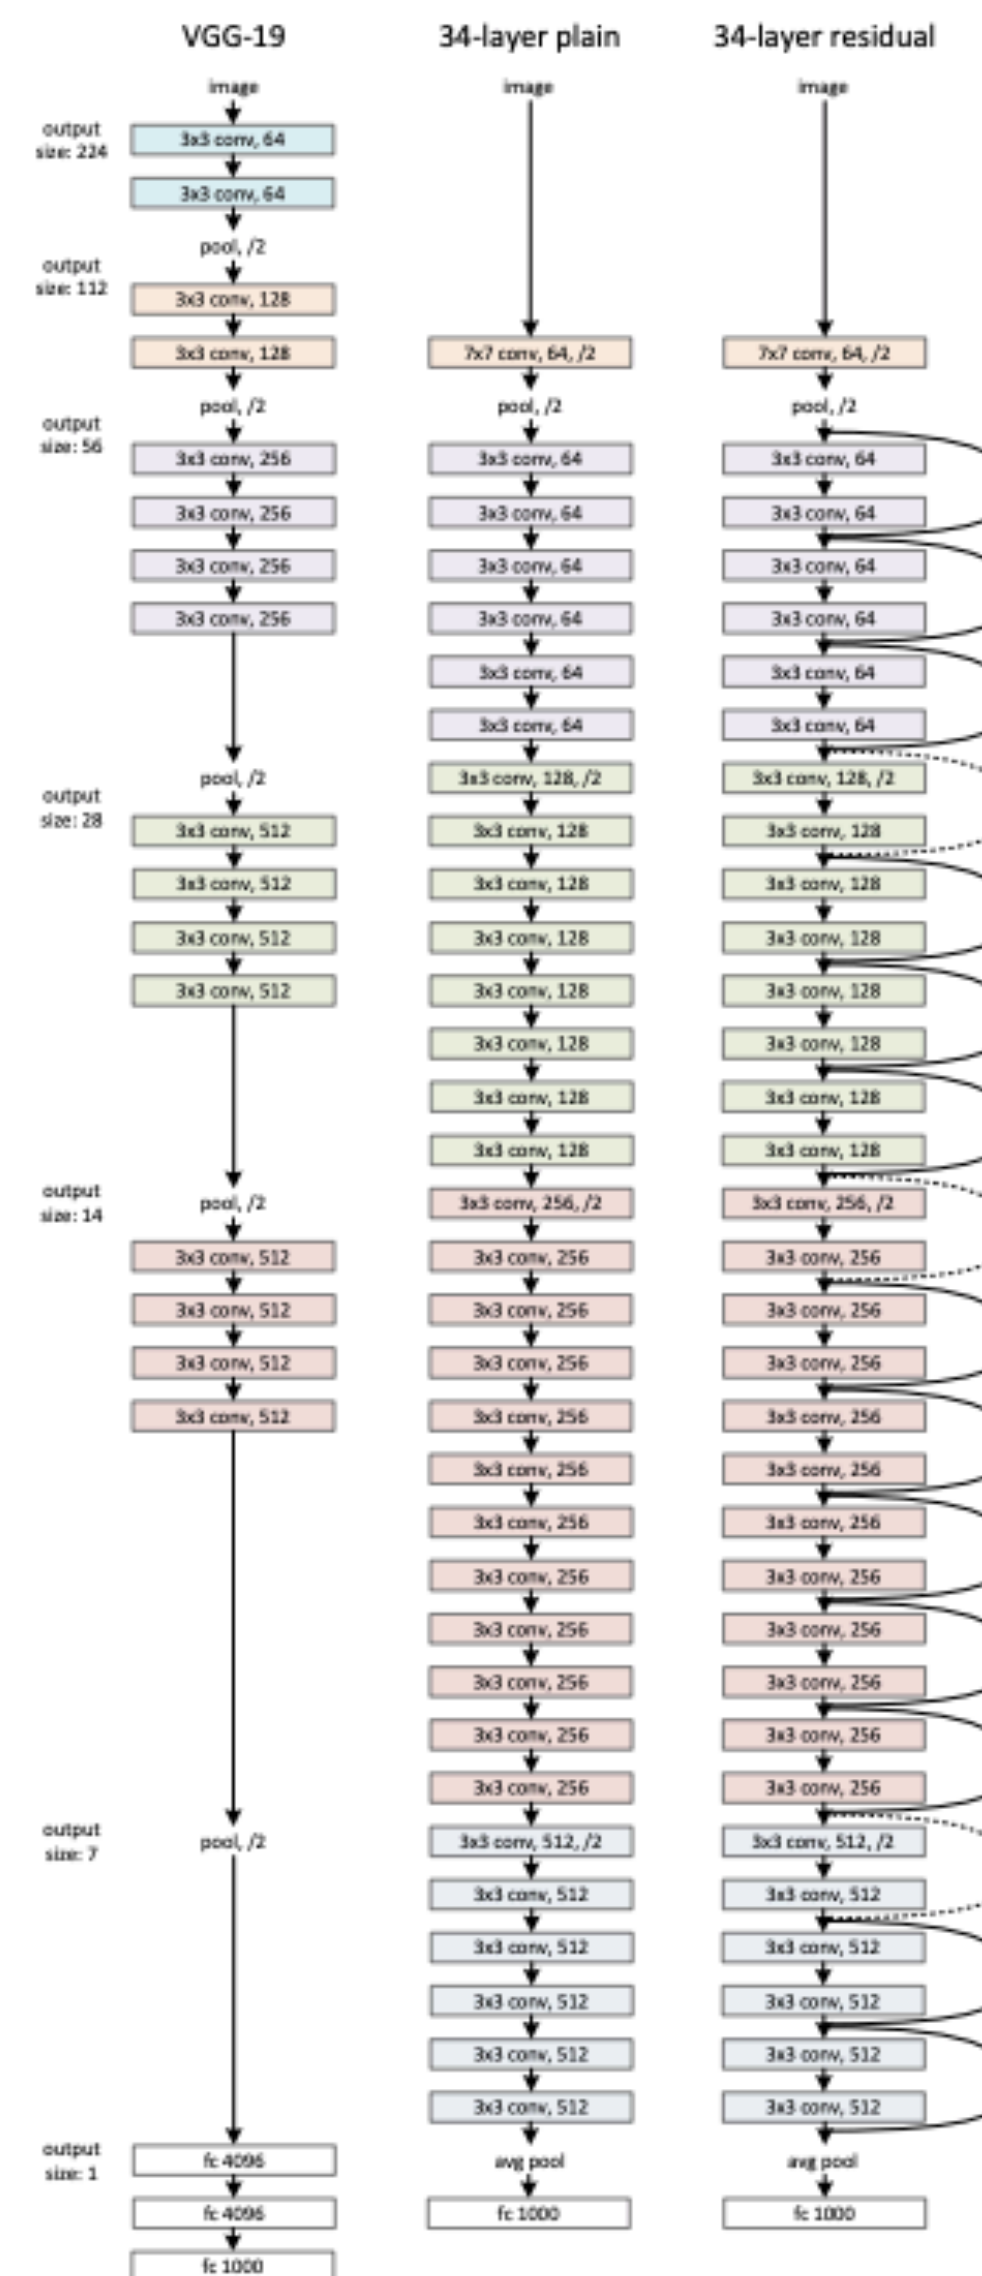 VGG-19
image
output
size: 224
3x3 conv, 64
3x3 conv, 64
pool, /2
output
size: 112
3x3 conv, 128
3x3 conv, 128
pool, /2
output
size: 56
3x3 conv, 256
3x3 conv, 256
3x3 conv, 256
3x3 conv, 256
pool, /2
output
size: 28
3x3 conv, 512
3x3 conv, 512
3x3 conv, 512
3x3 conv, 512
pool, /2
output
size: 14
3x3 conv, 512
3x3 conv, 512
3x3 conv, 512
3x3 conv, 512
output
size: 7
pool, /2
output
size: 1
fc 4096
fc 4096
fc 1000
34-layer plain
image
7x7 conv, 64, /2
pool, /2
3x3 conv, 64
3x3 conv, 64
3x3 conv, 64
3x3 conv, 64
3x3 conv, 64
3x3 conv, 64
3x3 conv, 128, /2
3x3 conv, 128
3x3 conv, 128
3x3 conv, 128
3x3 conv, 128
3x3 conv, 128
3x3 conv, 128
3x3 conv, 128
3x3 conv, 256, /2
3x3 conv, 256
3x3 conv, 256
3x3 conv, 256
3x3 conv, 256
3x3 conv, 256
3x3 conv, 256
3x3 conv, 256
3x3 conv, 256
3x3 conv, 256
3x3 conv, 256
3x3 conv, 256
3x3 conv, 512, /2
3x3 conv, 512
3x3 conv, 512
3x3 conv, 512
3x3 conv, 512
3x3 conv, 512
avg pool
fc 1000
34-layer residual
image
7x7 conv, 64, /2
pool, /2
3x3 conv, 64
3x3 conv, 64
3x3 conv, 64
3x3 conv, 64
3x3 conv, 64
3x3 conv, 64
3x3 conv, 128, /2
3x3 conv, 128
3x3 conv, 128
3x3 conv, 128
3x3 conv, 128
3x3 conv, 128
3x3 conv, 128
3x3 conv, 128
3x3 conv, 256, /2
3x3 conv, 256
3x3 conv, 256
3x3 conv, 256
3x3 conv, 256
3x3 conv, 256
3x3 conv, 256
3x3 conv, 256
3x3 conv, 256
3x3 conv, 256
3x3 conv, 256
3x3 conv, 256
3x3 conv, 512, /2
3x3 conv, 512
3x3 conv, 512
3x3 conv, 512
3x3 conv, 512
3x3 conv, 512
avg pool
fc 1000